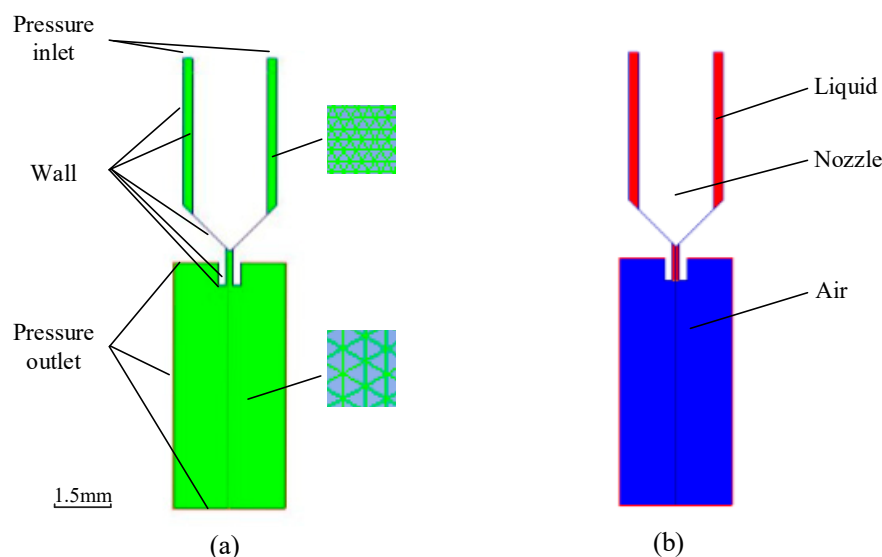 Pressure
inlet
Wall
Pressure
outlet
1.5mm
(a)
Liquid
Nozzle
Air
(b)